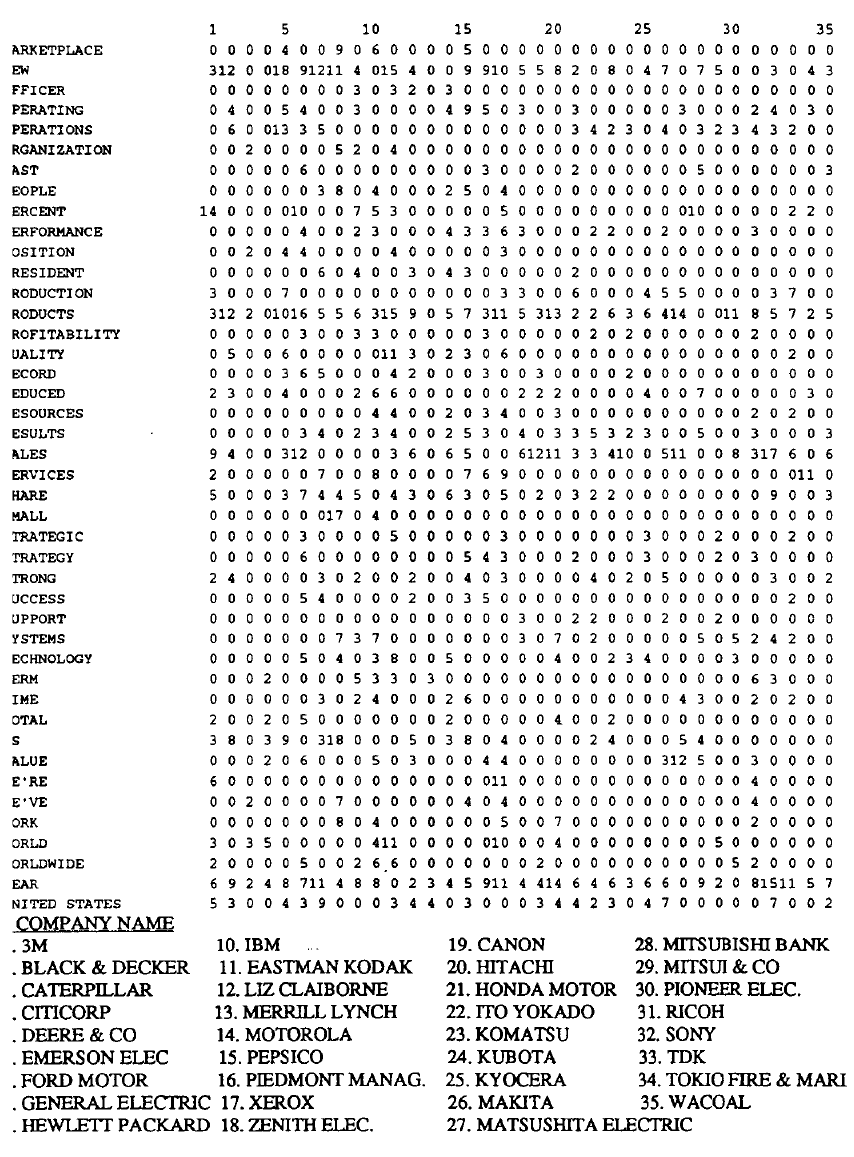 1 5 10 15 20 25 30 35
ARKETPLACE 0 0 0 0 4 0 0 9 0 6 0 0 0 0 5 0 0 0 0 0 0 0 0 0 0 0 0 0 0 0 0 0 0 0 0
EW 312 0 018 91211 4 015 4 0 0 9 910 5 5 8 2 0 8 0 4 7 0 7 5 0 0 3 0 4 3
FFICER 0 0 0 0 0 0 0 0 3 0 3 2 0 3 0 0 0 0 0 0 0 0 0 0 0 0 0 0 0 0 0 0 0 0 0
PERATING 0 4 0 0 5 4 0 0 3 0 0 0 0 4 9 5 0 3 0 0 3 0 0 0 0 0 3 0 0 0 2 4 0 3 0
PERATIONS 0 6 0 013 3 5 0 0 0 0 0 0 0 0 0 0 0 0 0 3 4 2 3 0 4 0 3 2 3 4 3 2 0 0
RGANIZATION 0 0 2 0 0 0 0 5 2 0 4 0 0 0 0 0 0 0 0 0 0 0 0 0 0 0 0 0 0 0 0 0 0 0 0
AST 0 0 0 0 0 6 0 0 0 0 0 0 0 0 0 3 0 0 0 0 2 0 0 0 0 0 0 5 0 0 0 0 0 0 3
EOPLE 0 0 0 0 0 0 3 8 0 4 0 0 0 2 5 0 4 0 0 0 0 0 0 0 0 0 0 0 0 0 0 0 0 0 0
ERCENT 14 0 0 0 010 0 0 7 5 3 0 0 0 0 0 5 0 0 0 0 0 0 0 0 0 010 0 0 0 0 2 2 0
ERFORMANCE 0 0 0 0 0 4 0 0 2 3 0 0 0 4 3 3 6 3 0 0 0 2 2 0 0 2 0 0 0 0 3 0 0 0 0
OSITION 0 0 2 0 4 4 0 0 0 0 4 0 0 0 0 0 3 0 0 0 0 0 0 0 0 0 0 0 0 0 0 0 0 0 0
RESIDENT 0 0 0 0 0 0 6 0 4 0 0 3 0 4 3 0 0 0 0 0 2 0 0 0 0 0 0 0 0 0 0 0 0 0 0
RODUCTION 3 0 0 0 7 0 0 0 0 0 0 0 0 0 0 0 3 3 0 0 6 0 0 0 4 5 5 0 0 0 0 3 7 0 0
RODUCTS 312 2 01016 5 5 6 315 9 0 5 7 311 5 313 2 2 6 3 6 414 0 011 8 5 7 2 5
ROFITABILITY 0 0 0 0 0 3 0 0 3 3 0 0 0 0 0 3 0 0 0 0 0 2 0 2 0 0 0 0 0 0 2 0 0 0 0
UALITY 0 5 0 0 6 0 0 0 0 011 3 0 2 3 0 6 0 0 0 0 0 0 0 0 0 0 0 0 0 0 0 2 0 0
ECORD 0 0 0 0 3 6 5 0 0 0 4 2 0 0 0 3 0 0 3 0 0 0 0 2 0 0 0 0 0 0 0 0 0 0 0
EDUCED 2 3 0 0 4 0 0 0 2 6 6 0 0 0 0 0 0 2 2 2 0 0 0 0 4 0 0 7 0 0 0 0 0 3 0
ESOURCES 0 0 0 0 0 0 0 0 0 4 4 0 0 2 0 3 4 0 0 3 0 0 0 0 0 0 0 0 0 0 2 0 2 0 0
ESULTS 0 0 0 0 0 3 4 0 2 3 4 0 0 2 5 3 0 4 0 3 3 5 3 2 3 0 0 5 0 0 3 0 0 0 3
ALES 9 4 0 0 312 0 0 0 0 3 6 0 6 5 0 0 61211 3 3 410 0 511 0 0 8 317 6 0 6
ERVICES 2 0 0 0 0 0 7 0 0 8 0 0 0 0 7 6 9 0 0 0 0 0 0 0 0 0 0 0 0 0 0 0 011 0
HARE 5 0 0 0 3 7 4 4 5 0 4 3 0 6 3 0 5 0 2 0 3 2 2 0 0 0 0 0 0 0 0 9 0 0 3
MALL 0 0 0 0 0 0 017 0 4 0 0 0 0 0 0 0 0 0 0 0 0 0 0 0 0 0 0 0 0 0 0 0 0 0
TRATEGIC 0 0 0 0 0 3 0 0 0 0 5 0 0 0 0 0 3 0 0 0 0 0 0 0 3 0 0 0 2 0 0 0 2 0 0
TRATEGY 0 0 0 0 0 6 0 0 0 0 0 0 0 0 5 4 3 0 0 0 2 0 0 0 3 0 0 0 2 0 3 0 0 0 0
TRONG 2 4 0 0 0 0 3 0 2 0 0 2 0 0 4 0 3 0 0 0 0 4 0 2 0 5 0 0 0 0 0 3 0 0 2
UCCESS 0 0 0 0 0 5 4 0 0 0 0 2 0 0 3 5 0 0 0 0 0 0 0 0 0 0 0 0 0 0 0 0 2 0 0
UPPORT 0 0 0 0 0 0 0 0 0 0 0 0 0 0 0 0 0 3 0 0 2 2 0 0 0 2 0 0 2 0 0 0 0 0 0
YSTEMS 0 0 0 0 0 0 0 7 3 7 0 0 0 0 0 0 0 3 0 7 0 2 0 0 0 0 0 5 0 5 2 4 2 0 0
ECHNOLOGY 0 0 0 0 0 5 0 4 0 3 8 0 0 5 0 0 0 0 0 4 0 0 2 3 4 0 0 0 0 3 0 0 0 0 0
ERM 0 0 0 2 0 0 0 0 5 3 3 0 3 0 0 0 0 0 0 0 0 0 0 0 0 0 0 0 0 0 6 3 0 0 0
IME 0 0 0 0 0 0 3 0 2 4 0 0 0 2 6 0 0 0 0 0 0 0 0 0 0 0 4 3 0 0 2 0 2 0 0
OTAL 2 0 0 2 0 5 0 0 0 0 0 0 0 2 0 0 0 0 0 4 0 0 2 0 0 0 0 0 0 0 0 0 0 0 0
S 3 8 0 3 9 0 318 0 0 0 5 0 3 8 0 4 0 0 0 0 2 4 0 0 0 5 4 0 0 0 0 0 0 0
ALUE 0 0 0 2 0 6 0 0 0 5 0 3 0 0 0 4 4 0 0 0 0 0 0 0 0 312 5 0 0 3 0 0 0 0
E'RE 6 0 0 0 0 0 0 0 0 0 0 0 0 0 0 011 0 0 0 0 0 0 0 0 0 0 0 0 0 4 0 0 0 0
E'VE 0 0 2 0 0 0 0 7 0 0 0 0 0 0 4 0 4 0 0 0 0 0 0 0 0 0 0 0 0 0 4 0 0 0 0
ORK 0 0 0 0 0 0 0 8 0 4 0 0 0 0 0 0 5 0 0 7 0 0 0 0 0 0 0 0 0 0 2 0 0 0 0
ORLD 3 0 3 5 0 0 0 0 0 411 0 0 0 0 010 0 0 4 0 0 0 0 0 0 0 0 5 0 0 0 0 0 0
ORLDWIDE 2 0 0 0 0 5 0 0 2 6 6 0 0 0 0 0 0 0 2 0 0 0 0 0 0 0 0 0 0 5 2 0 0 0 0
EAR 6 9 2 4 8 711 4 8 8 0 2 3 4 5 911 4 414 6 4 6 3 6 6 0 9 2 0 81511 5 7
NITED STATES 5 3 0 0 4 3 9 0 0 0 3 4 4 0 3 0 0 0 3 4 4 2 3 0 4 7 0 0 0 0 0 7 0 0 2
COMPANY NAME
. 3M 10. IBM 19. CANON 28. MITSUBISHI BANK
. BLACK & DECKER 11. EASTMAN KODAK 20. HITACHI 29. MITSUI & CO
. CATERPILLAR 12. LIZ CLAIBORNE 21. HONDA MOTOR 30. PIONEER ELEC.
. CITICORP 13. MERRILL LYNCH 22. ITO YOKADO 31. RICOH
. DEERE & CO 14. MOTOROLA 23. KOMATSU 32. SONY
. EMERSON ELEC 15. PEPSICO 24. KUBOTA 33. TDK
. FORD MOTOR 16. PIEDMONT MANAG. 25. KYOCERA 34. TOKIO FIRE & MARI
. GENERAL ELECTRIC 17. XEROX 26. MAKITA 35. WACOAL
. HEWLETT PACKARD 18. ZENITH ELEC. 27. MATSUSHITA ELECTRIC